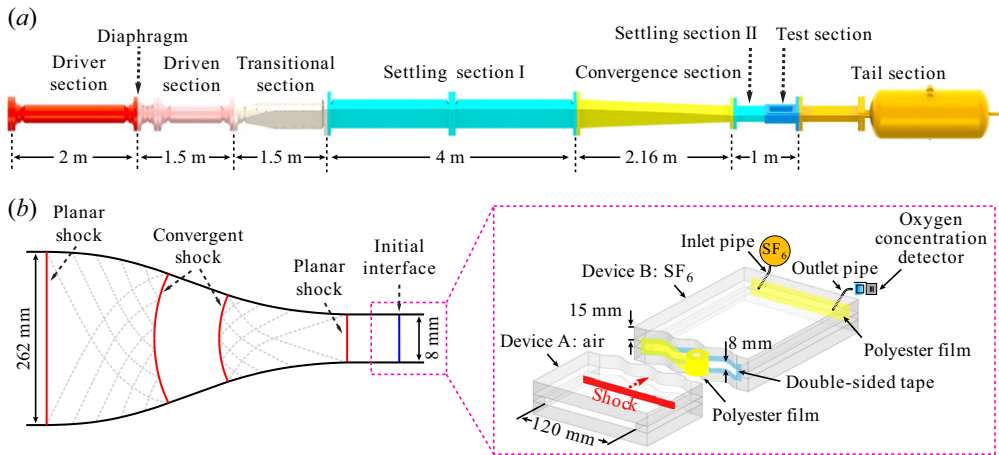 (a)
Diaphragm
Driver
section
Driven
section
Transitional
section
Settling section I
Convergence section
Settling section II
Test section
Tail section
2 m
1.5 m
1.5 m
4 m
2.16 m
1 m
(b)
Planar
shock
Convergent
shock
Planar
shock
Initial
interface
262 mm
8 mm
Inlet pipe
SF6
Oxygen
concentration
detector
Outlet pipe
Device B: SF6
15 mm
Device A: air
8 mm
Polyester film
Double-sided tape
Polyester film
Shock
120 mm